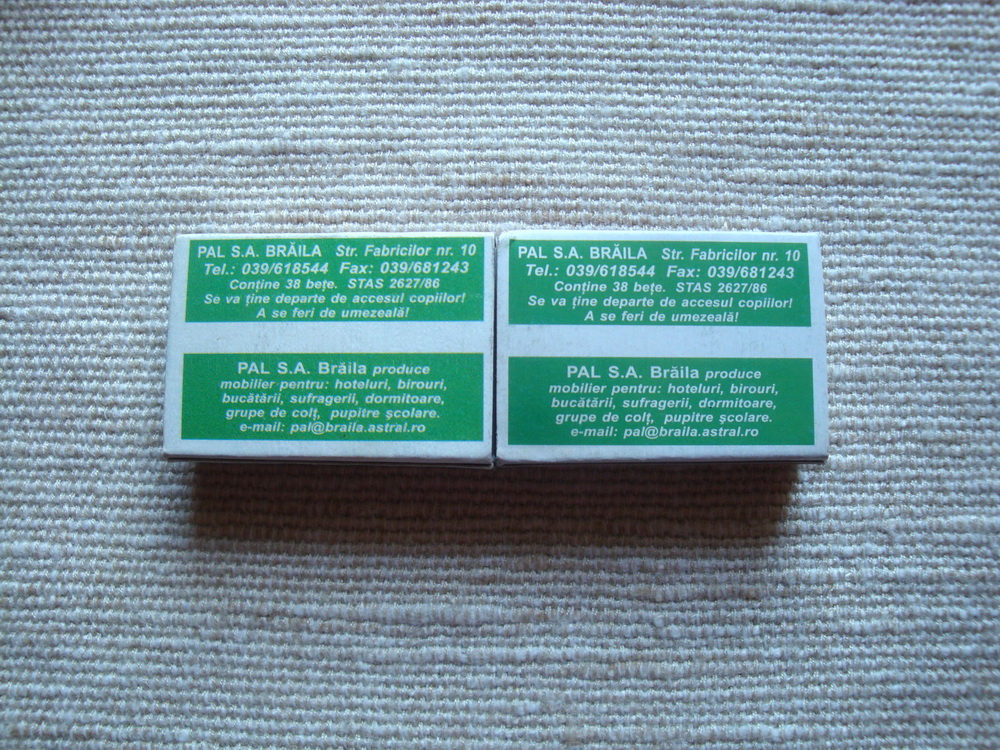 PAL S.A. BRĂILA Str. Fabricilor nr. 10
Tel.: 039/618544 Fax: 039/681243
Conține 38 bețe. STAS 2627/86
Se va ține departe de accesul copiilor!
A se feri de umezeală!
PAL S.A. Brăila produce
mobilier pentru: hoteluri, birouri,
bucătării, sufragerii, dormitoare,
grupe de colț, pupitre școlare.
e-mail: pal@braila.astral.ro
PAL S.A. BRĂILA Str. Fabricilor nr. 10
Tel.: 039/618544 Fax: 039/681243
Conține 38 bețe. STAS 2627/86
Se va ține departe de accesul copiilor!
A se feri de umezeală!
PAL S.A. Brăila produce
mobilier pentru: hoteluri, birouri,
bucătării, sufragerii, dormitoare,
grupe de colț, pupitre școlare.
e-mail: pal@braila.astral.ro